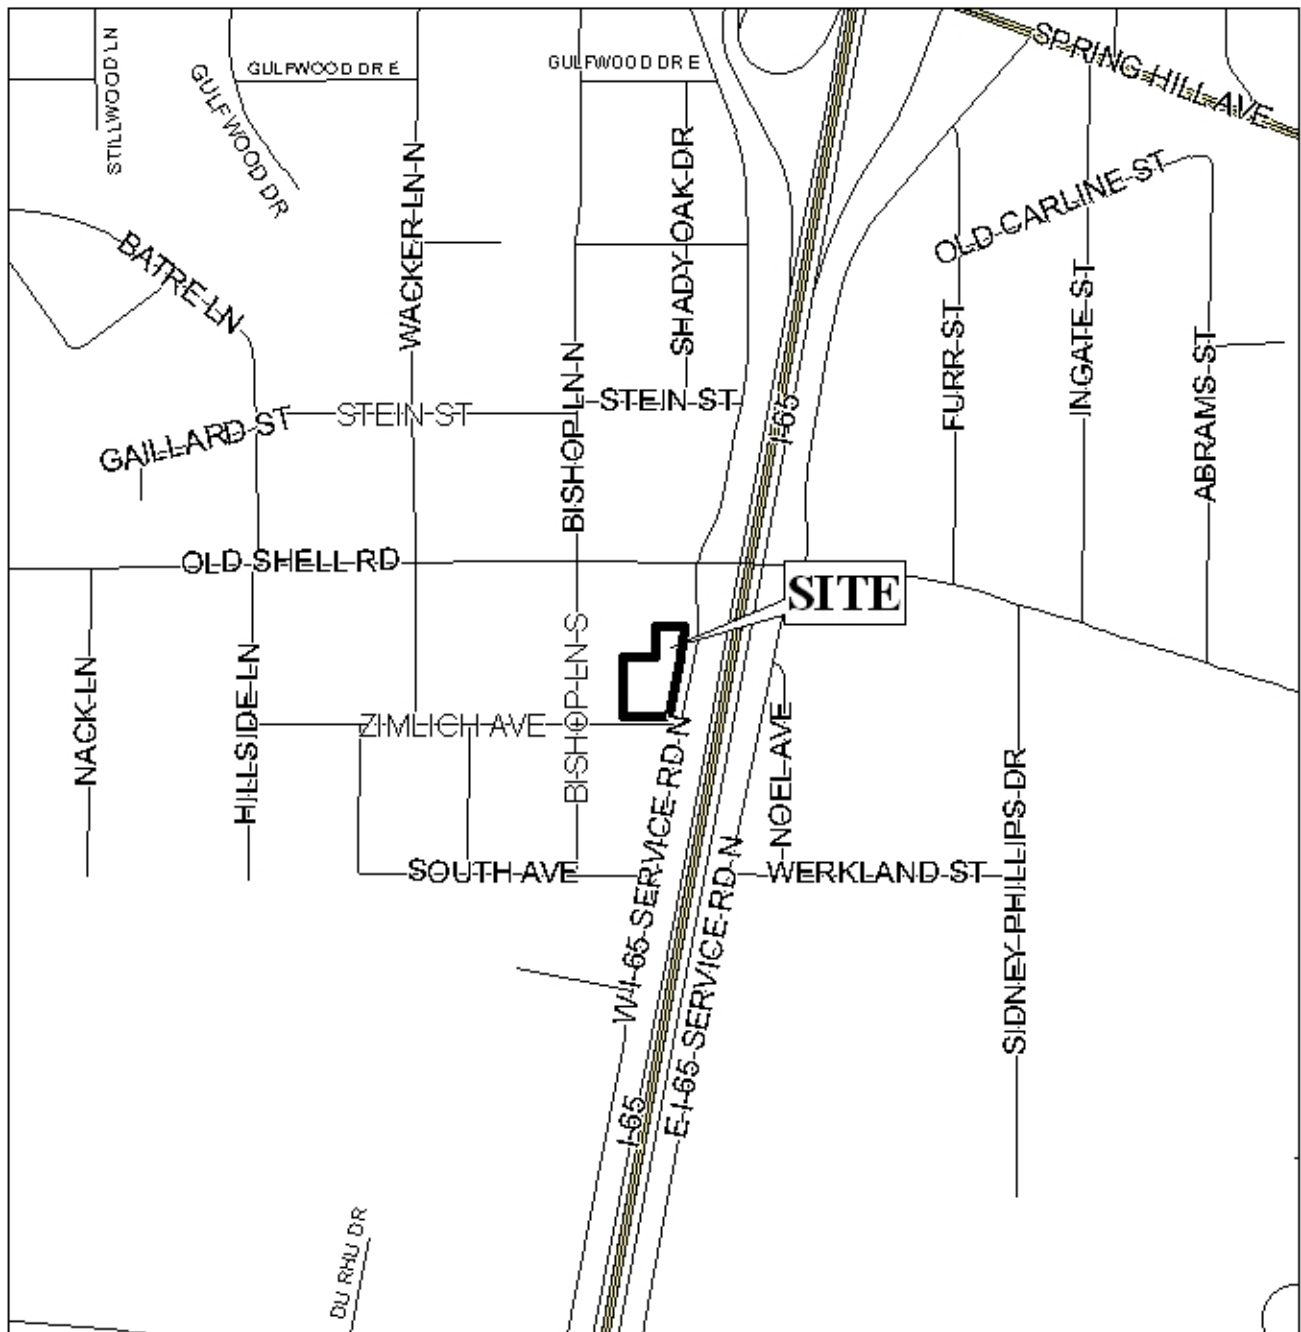 STILLWOOD LN
GULFWOOD DR E
GULFWOOD DR E
SPRING HILL AVE
GULFWOOD DR
WACKER LN N
SHADY OAK DR
OLD CARLINE ST
BATRE LN
INGATE ST
FURR ST
ABRAMS ST
BISHOP LN N
STEIN ST
STEIN ST
I-65
GAILLARD ST
OLD SHELL RD
SITE
BISHOP LN S
NACK LN
HILLSIDE LN
ZIMLICH AVE
NOEL AVE
W I-65 SERVICE RD N
SOUTH AVE
WERKLAND ST
SIDNEY PHILLIPS DR
E I-65 SERVICE RD N
I-65
DU RHU DR